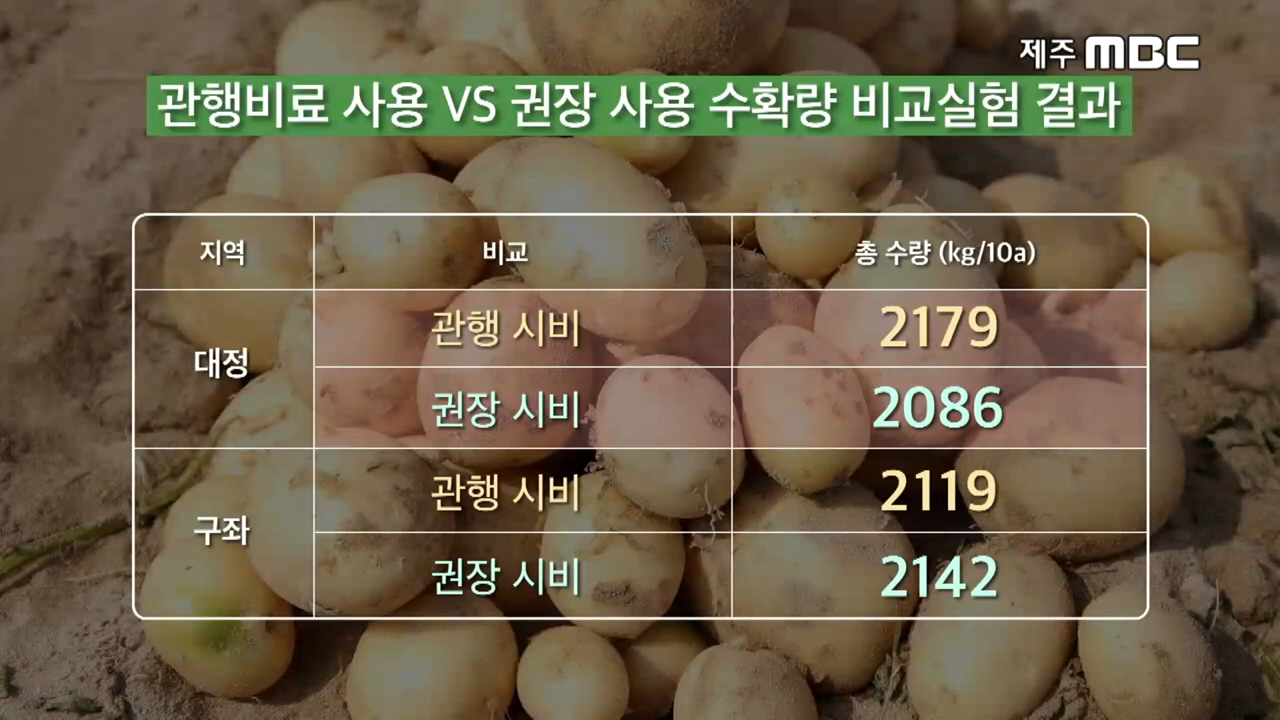 제주 MBC
관행비료 사용 VS 권장 사용 수확량 비교실험 결과
지역 비교 총 수량 (kg/10a)
대정 관행 시비 2179
권장 시비 2086
구좌 관행 시비 2119
권장 시비 2142